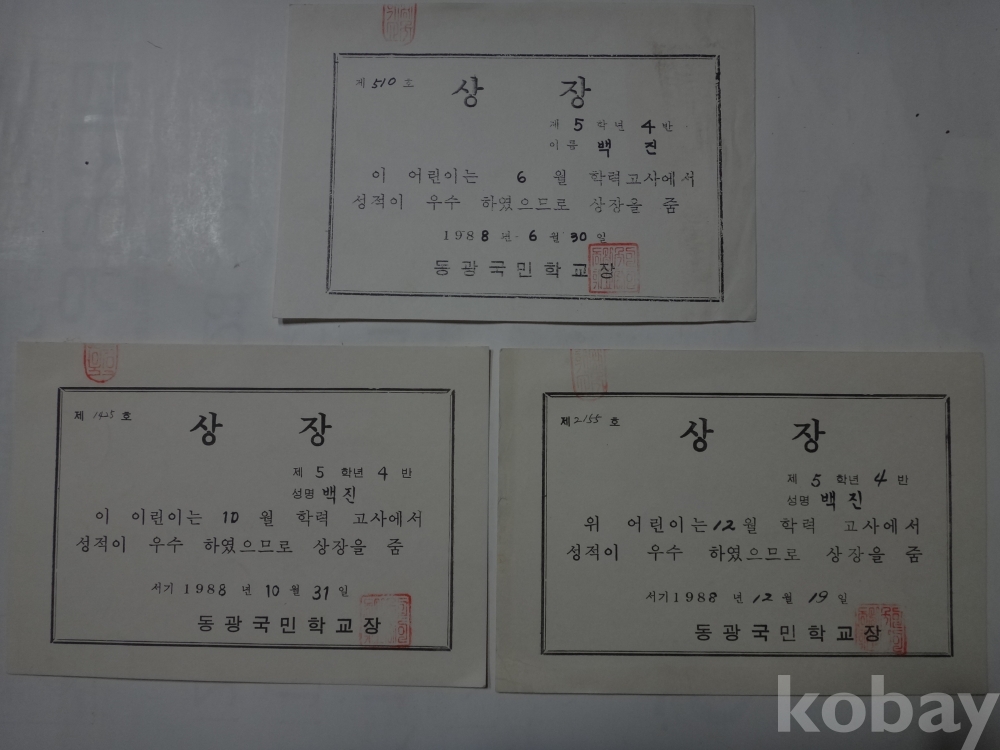 제 510 호
상 장
제 5 학년 4 반
이름 백 진
이 어린이는 6 월 학력고사에서
성적이 우수 하였으므로 상장을 줌
1988 년 6 월 30 일
동광국민학교장
제 1425 호
상 장
제 5 학년 4 반
성명 백진
이 어린이는 10 월 학력 고사에서
성적이 우수 하였으므로 상장을 줌
서기 1988 년 10 월 31 일
동광국민학교장
제 2155 호
상 장
제 5 학년 4 반
성명 백진
위 어린이는 12월 학력 고사에서
성적이 우수 하였으므로 상장을 줌
서기 1988 년 12 월 19 일
동광국민학교장
kobay